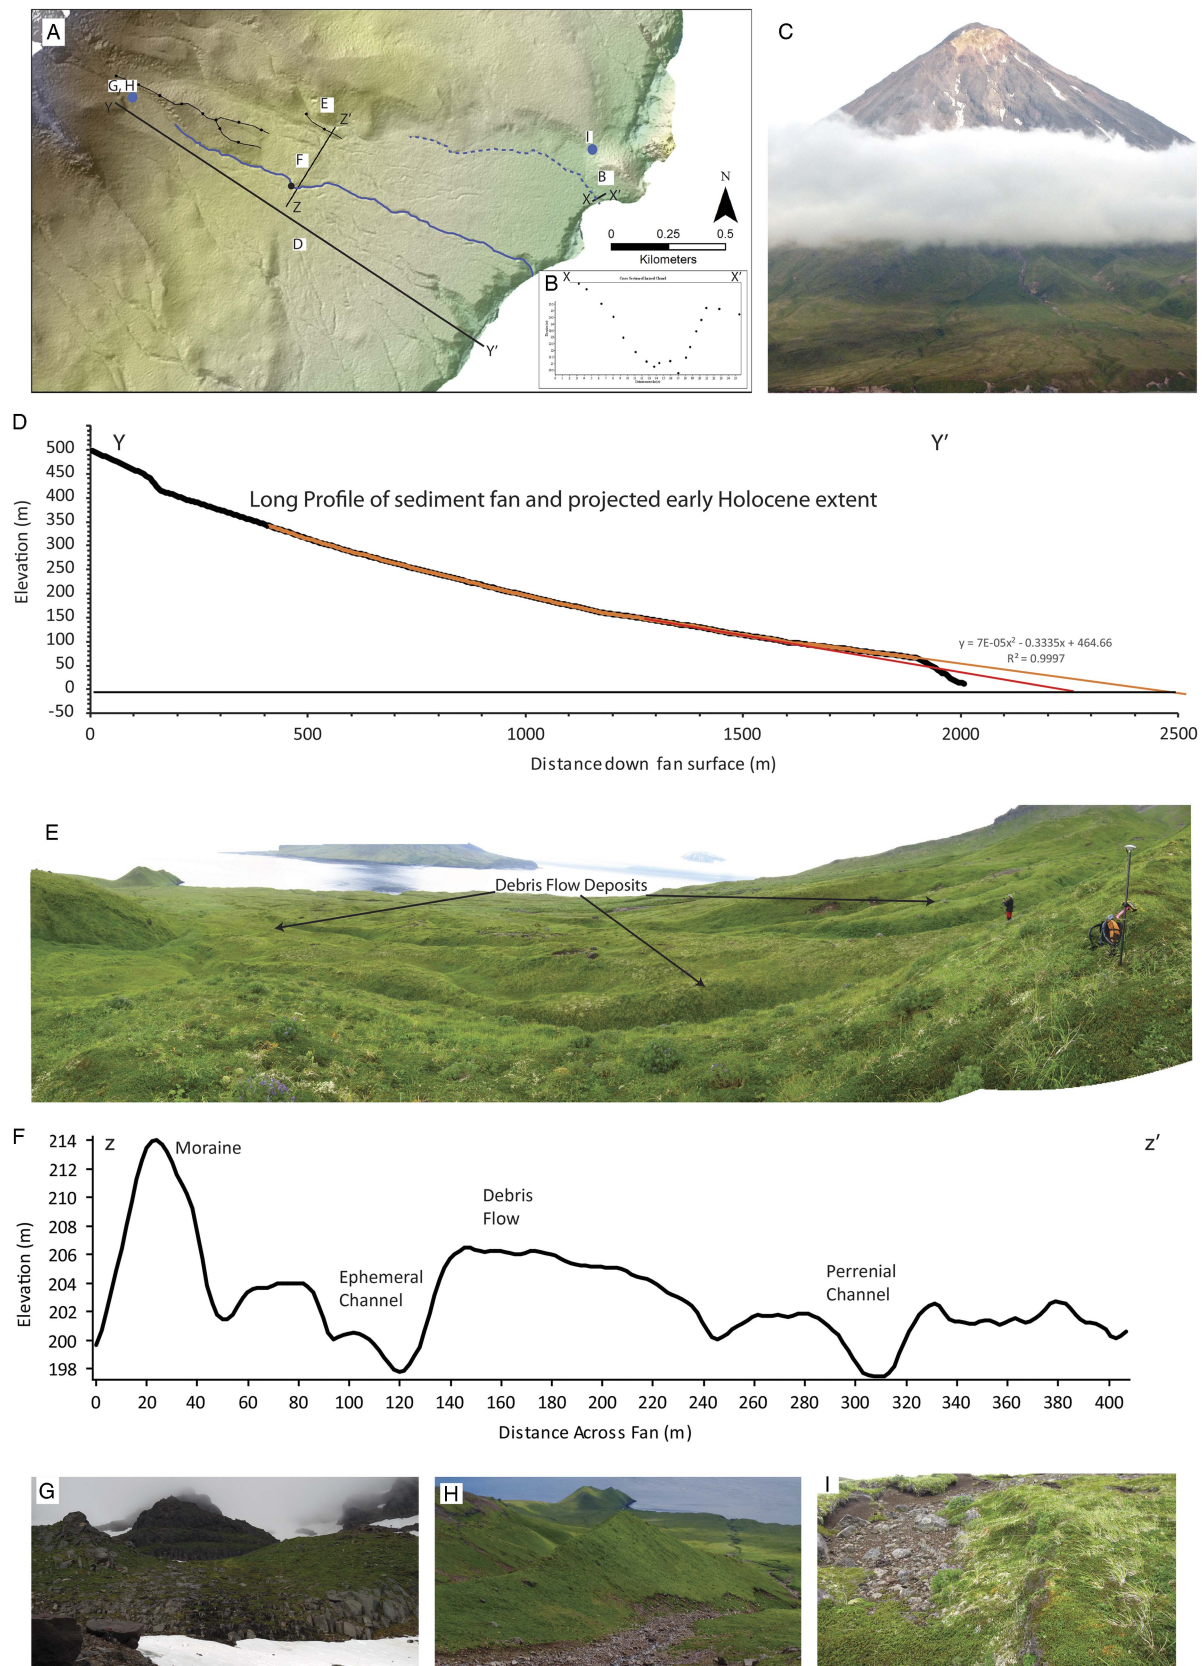 A
G, H
Y
E
Z'
F
Z
D
I
B
X
X'
Y'
N
0 0.25 0.5
Kilometers
B
X
X'
C
D
Y
Y’
Long Profile of sediment fan and projected early Holocene extent
500
450
400
350
300
250
200
150
100
50
0
-50
Elevation (m)
y = 7E-05x² - 0.3335x + 464.66
R² = 0.9997
0 500 1000 1500 2000 2500
Distance down fan surface (m)
E
Debris Flow Deposits
F
z
z’
Moraine
Debris
Flow
Ephemeral
Channel
Perrenial
Channel
214
212
210
208
206
204
202
200
198
Elevation (m)
0 20 40 60 80 100 120 140 160 180 200 220 240 260 280 300 320 340 360 380 400
Distance Across Fan (m)
G
H
I